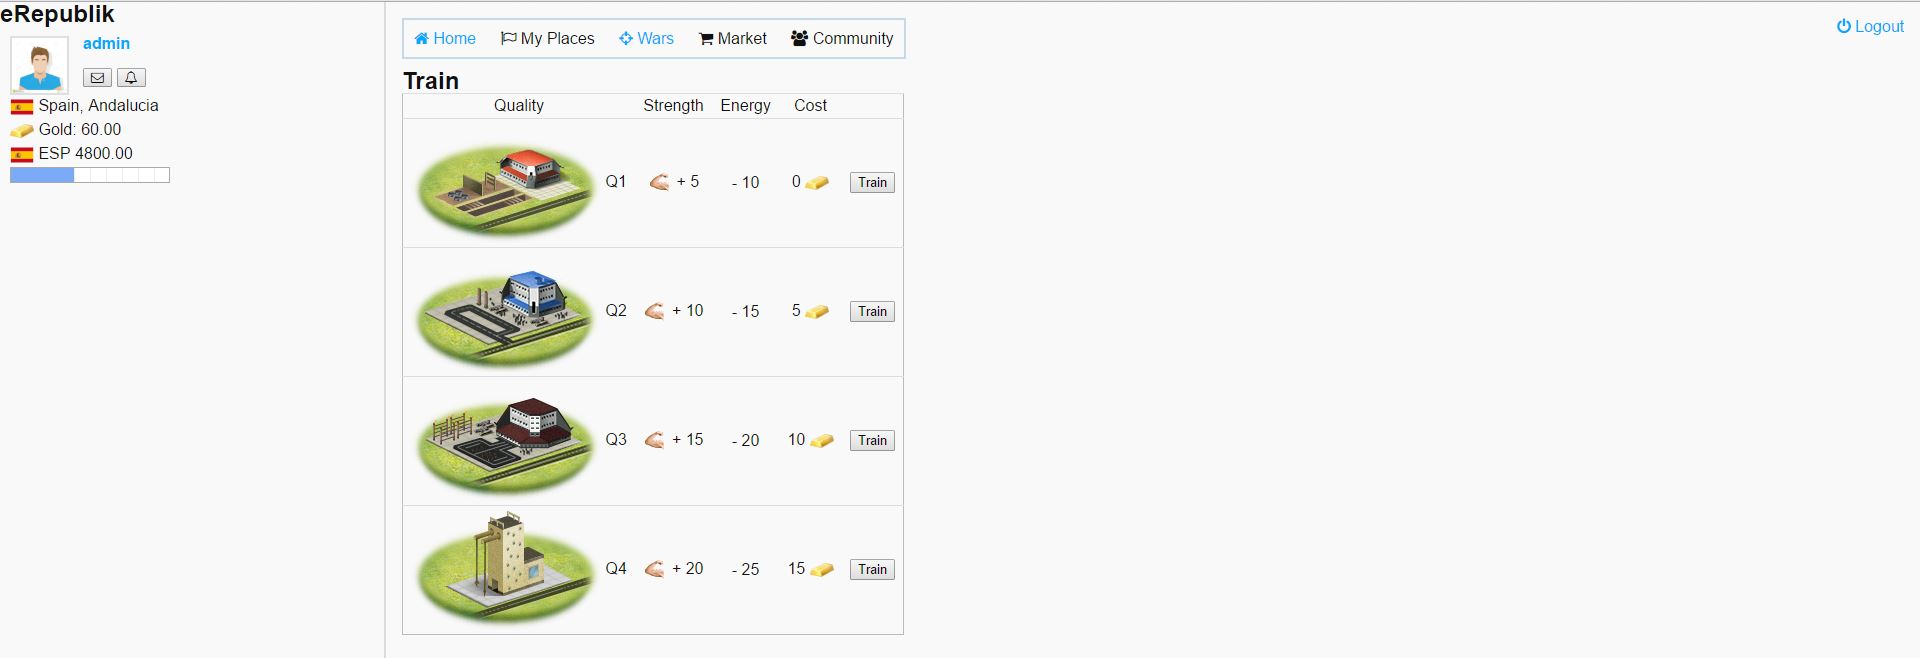 eRepublik
admin
Spain, Andalucia
Gold: 60.00
ESP 4800.00
Home My Places Wars Market Community
Logout
Train
Quality Strength Energy Cost
Q1 + 5 - 10 0 Train
Q2 + 10 - 15 5 Train
Q3 + 15 - 20 10 Train
Q4 + 20 - 25 15 Train